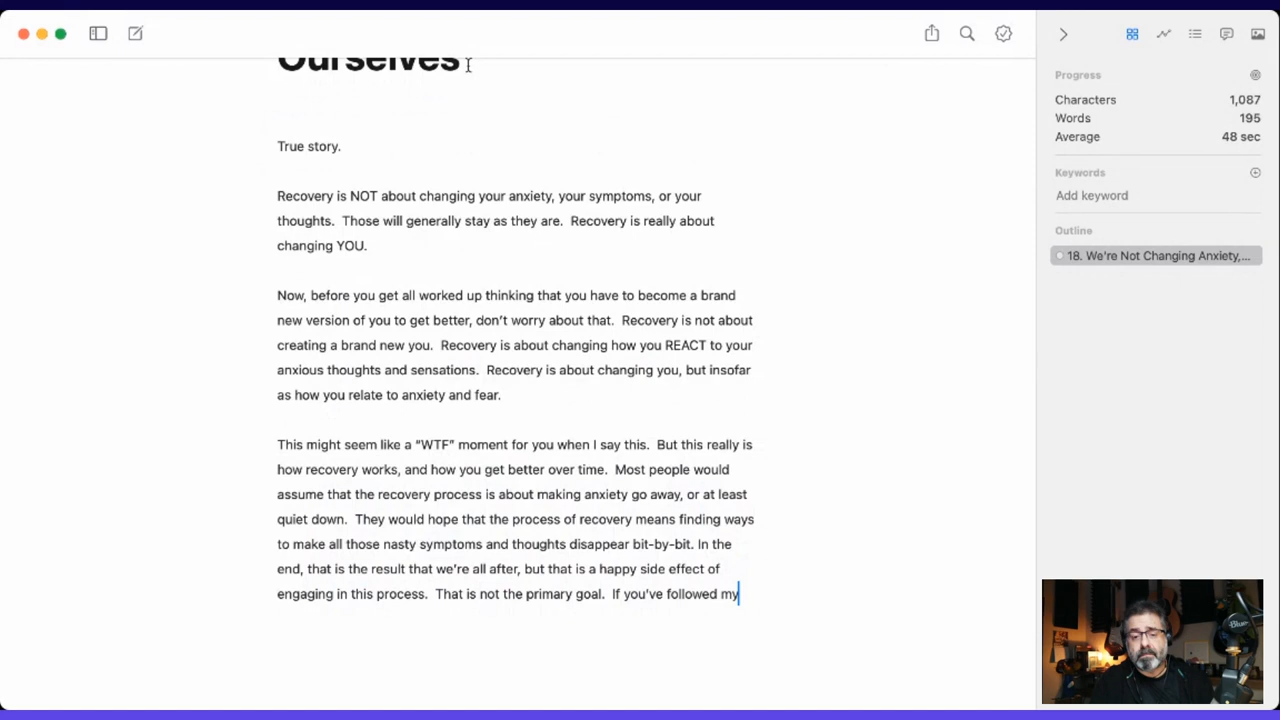 Ourselves
True story.
Recovery is NOT about changing your anxiety, your symptoms, or your
thoughts.  Those will generally stay as they are.  Recovery is really about
changing YOU.
Now, before you get all worked up thinking that you have to become a brand
new version of you to get better, don't worry about that.  Recovery is not about
creating a brand new you.  Recovery is about changing how you REACT to your
anxious thoughts and sensations.  Recovery is about changing you, but insofar
as how you relate to anxiety and fear.
This might seem like a “WTF” moment for you when I say this.  But this really is
how recovery works, and how you get better over time.  Most people would
assume that the recovery process is about making anxiety go away, or at least
quiet down.  They would hope that the process of recovery means finding ways
to make all those nasty symptoms and thoughts disappear bit-by-bit. In the
end, that is the result that we're all after, but that is a happy side effect of
engaging in this process.  That is not the primary goal.  If you've followed my
Progress
Characters 1,087
Words 195
Average 48 sec
Keywords
Add keyword
Outline
18. We're Not Changing Anxiety,...
Blue